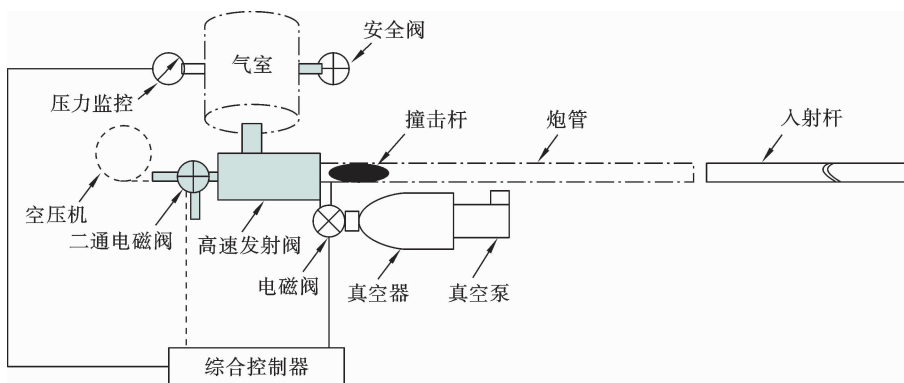 安全阀
气室
压力监控
撞击杆
炮管
入射杆
空压机
二通电磁阀
高速发射阀
电磁阀
真空器
真空泵
综合控制器